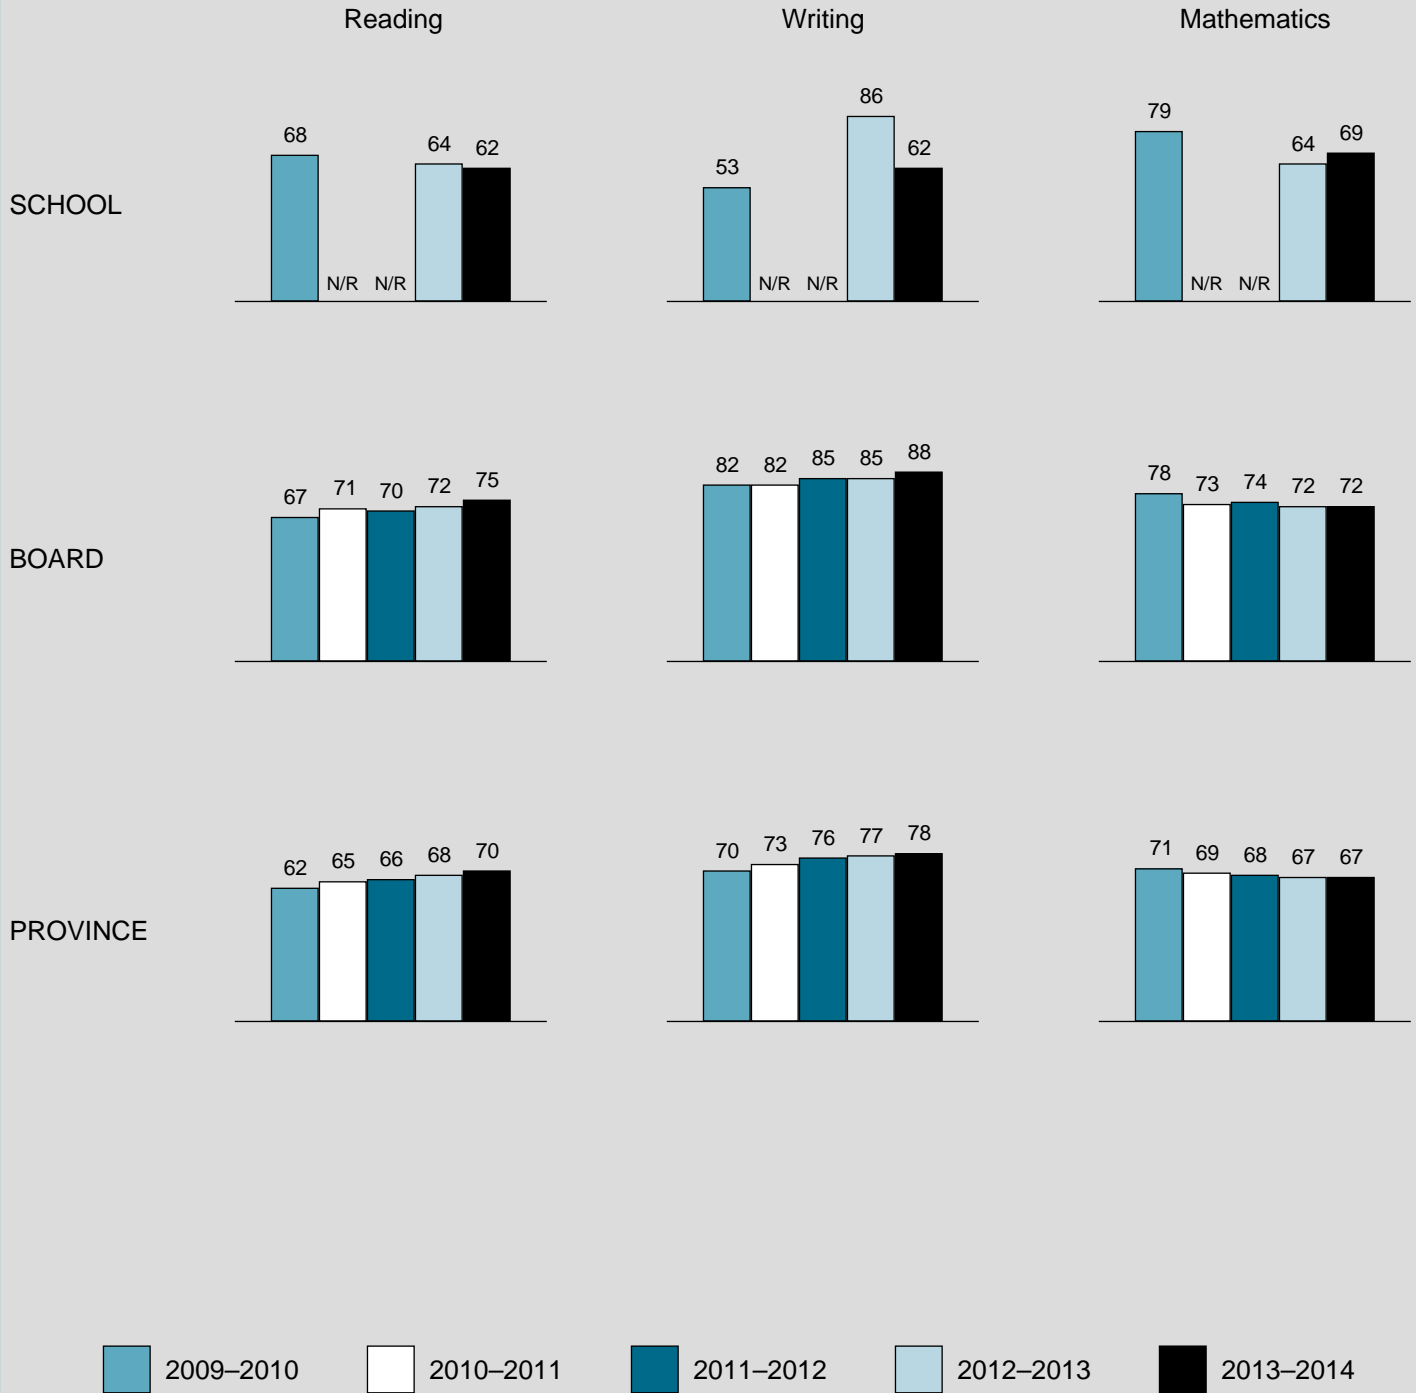 Reading Writing Mathematics
SCHOOL
68 N/R N/R 64 62
53 N/R N/R 86 62
79 N/R N/R 64 69
BOARD
67 71 70 72 75
82 82 85 85 88
78 73 74 72 72
PROVINCE
62 65 66 68 70
70 73 76 77 78
71 69 68 67 67
2009–2010 2010–2011 2011–2012 2012–2013 2013–2014